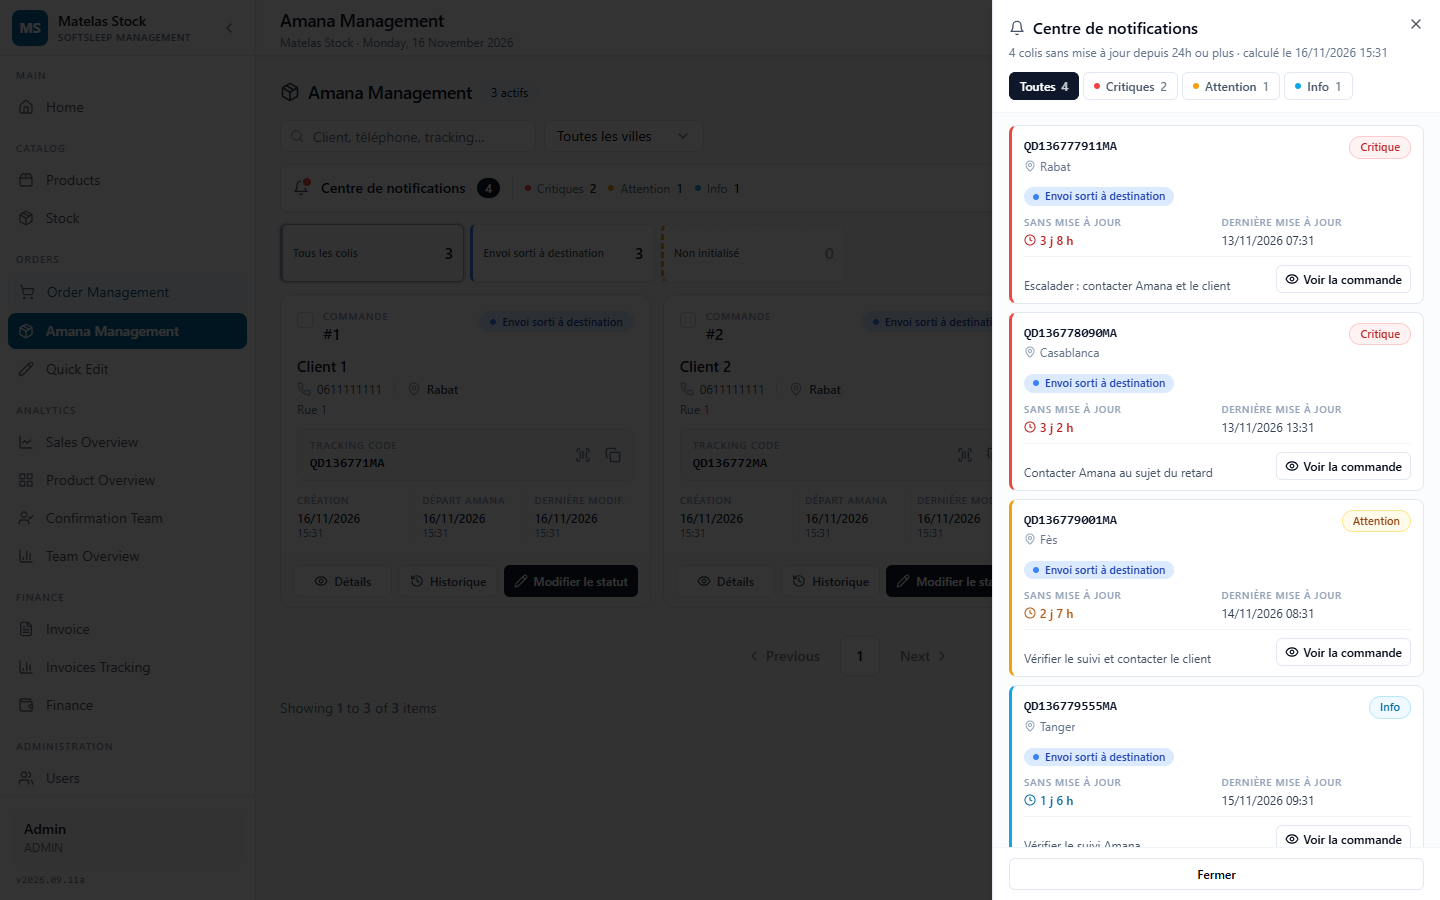 MS
Matelas Stock
SOFTSLEEP MANAGEMENT
MAIN
Home
CATALOG
Products
Stock
ORDERS
Order Management
Amana Management
Quick Edit
ANALYTICS
Sales Overview
Product Overview
Confirmation Team
Team Overview
FINANCE
Invoice
Invoices Tracking
Finance
ADMINISTRATION
Users
Admin
ADMIN
v2026.09.11a
Amana Management
Matelas Stock · Monday, 16 November 2026
Amana Management 3 actifs
Client, téléphone, tracking... Toutes les villes
Centre de notifications 4 Critiques 2 Attention 1 Info 1
Tous les colis 3 Envoi sorti à destination 3 Non initialisé 0
COMMANDE
#1
Envoi sorti à destination
Client 1
0611111111 Rabat
Rue 1
TRACKING CODE
QD136771MA
CRÉATION DÉPART AMANA DERNIÈRE MODIF.
16/11/2026 16/11/2026 16/11/2026
15:31 15:31 15:31
Détails Historique Modifier le statut
COMMANDE
#2
Envoi sorti à destinati
Client 2
0611111111 Rabat
Rue 1
TRACKING CODE
QD136772MA
CRÉATION DÉPART AMANA DERNIÈRE MO
16/11/2026 16/11/2026 16/11/2026
15:31 15:31 15:31
Détails Historique Modifier le sta
Previous 1 Next
Showing 1 to 3 of 3 items
Centre de notifications
4 colis sans mise à jour depuis 24h ou plus · calculé le 16/11/2026 15:31
Toutes 4 Critiques 2 Attention 1 Info 1
QD136777911MA Critique
Rabat
Envoi sorti à destination
SANS MISE À JOUR DERNIÈRE MISE À JOUR
3 j 8 h 13/11/2026 07:31
Escalader : contacter Amana et le client Voir la commande
QD136778090MA Critique
Casablanca
Envoi sorti à destination
SANS MISE À JOUR DERNIÈRE MISE À JOUR
3 j 2 h 13/11/2026 13:31
Contacter Amana au sujet du retard Voir la commande
QD136779001MA Attention
Fès
Envoi sorti à destination
SANS MISE À JOUR DERNIÈRE MISE À JOUR
2 j 7 h 14/11/2026 08:31
Vérifier le suivi et contacter le client Voir la commande
QD136779555MA Info
Tanger
Envoi sorti à destination
SANS MISE À JOUR DERNIÈRE MISE À JOUR
1 j 6 h 15/11/2026 09:31
Vérifier le suivi Amana Voir la commande
Fermer